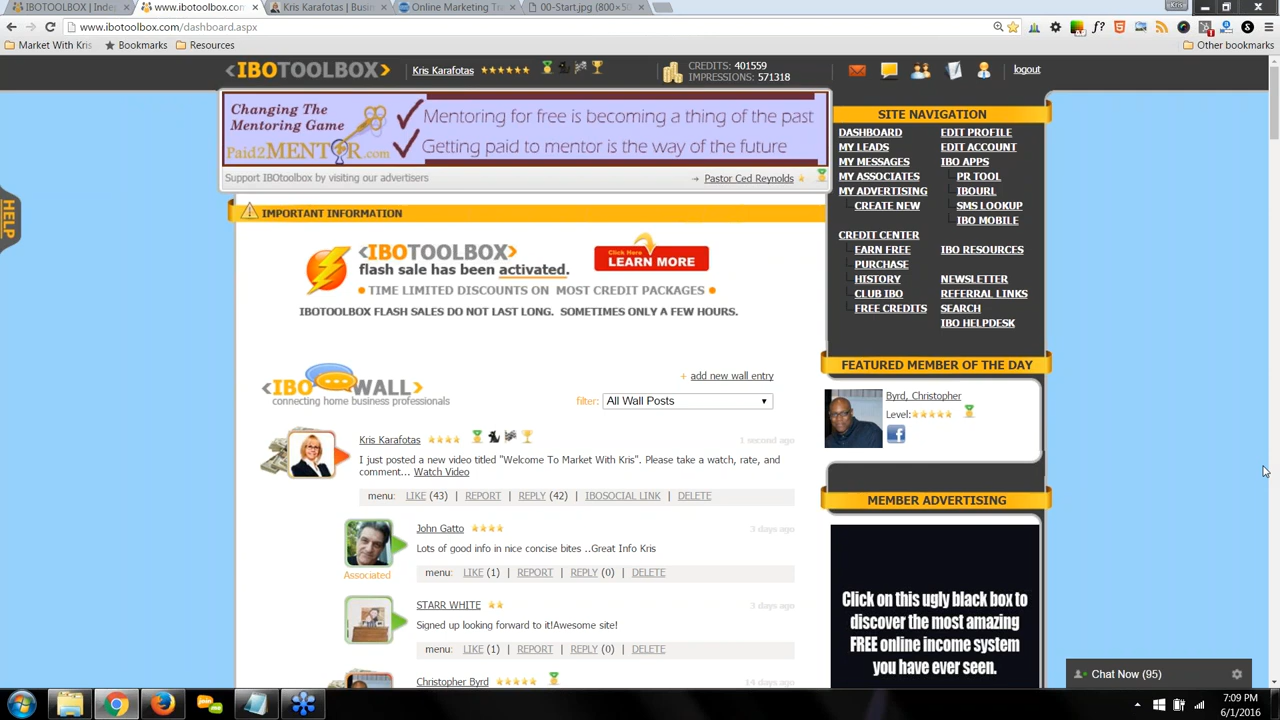 IBOTOOLBOX | Indep
www.ibotoolbox.com/das
Kris Karafotas | Busin
Online Marketing Tr
00-Start.jpg (800×50
Kris
www.ibotoolbox.com/dashboard.aspx
Market With Kris
Bookmarks
Resources
Other bookmarks
<IBOTOOLBOX>
Kris Karafotas
CREDITS: 401559
IMPRESSIONS: 571318
logout
Changing The
Mentoring Game
Paid2MENTOR.com
Mentoring for free is becoming a thing of the past
Getting paid to mentor is the way of the future
Support IBOtoolbox by visiting our advertisers
→ Pastor Ced Reynolds
HELP
IMPORTANT INFORMATION
<IBOTOOLBOX>
flash sale has been activated.
Click Here
LEARN MORE
• TIME LIMITED DISCOUNTS ON MOST CREDIT PACKAGES •
IBOTOOLBOX FLASH SALES DO NOT LAST LONG. SOMETIMES ONLY A FEW HOURS.
<IBO WALL>
connecting home business professionals
+ add new wall entry
filter: All Wall Posts
Kris Karafotas
1 second ago
I just posted a new video titled "Welcome To Market With Kris". Please take a watch, rate, and
comment... Watch Video
menu: LIKE (43) | REPORT | REPLY (42) | IBOSOCIAL LINK | DELETE
John Gatto
3 days ago
Lots of good info in nice concise bites ..Great Info Kris
Associated
menu: LIKE (1) | REPORT | REPLY (0) | DELETE
STARR WHITE
3 days ago
Signed up looking forward to it!Awesome site!
menu: LIKE (1) | REPORT | REPLY (0) | DELETE
Christopher Byrd
14 days ago
SITE NAVIGATION
DASHBOARD
EDIT PROFILE
MY LEADS
EDIT ACCOUNT
MY MESSAGES
IBO APPS
MY ASSOCIATES
PR TOOL
MY ADVERTISING
IBOURL
CREATE NEW
SMS LOOKUP
IBO MOBILE
CREDIT CENTER
EARN FREE
IBO RESOURCES
PURCHASE
HISTORY
NEWSLETTER
CLUB IBO
REFERRAL LINKS
FREE CREDITS
SEARCH
IBO HELPDESK
FEATURED MEMBER OF THE DAY
Byrd, Christopher
Level:
MEMBER ADVERTISING
Click on this ugly black box to
discover the most amazing
FREE online income system
you have ever seen.
Chat Now (95)
7:09 PM
6/1/2016